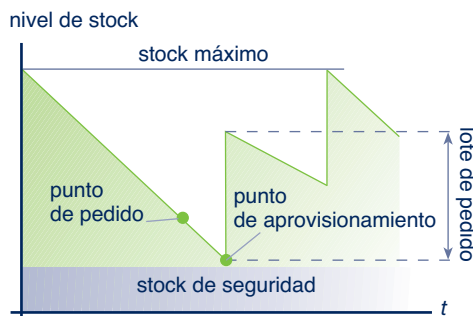 nivel de stock
stock máximo
punto
de pedido
punto
de aprovisionamiento
lote de pedido
stock de seguridad
t